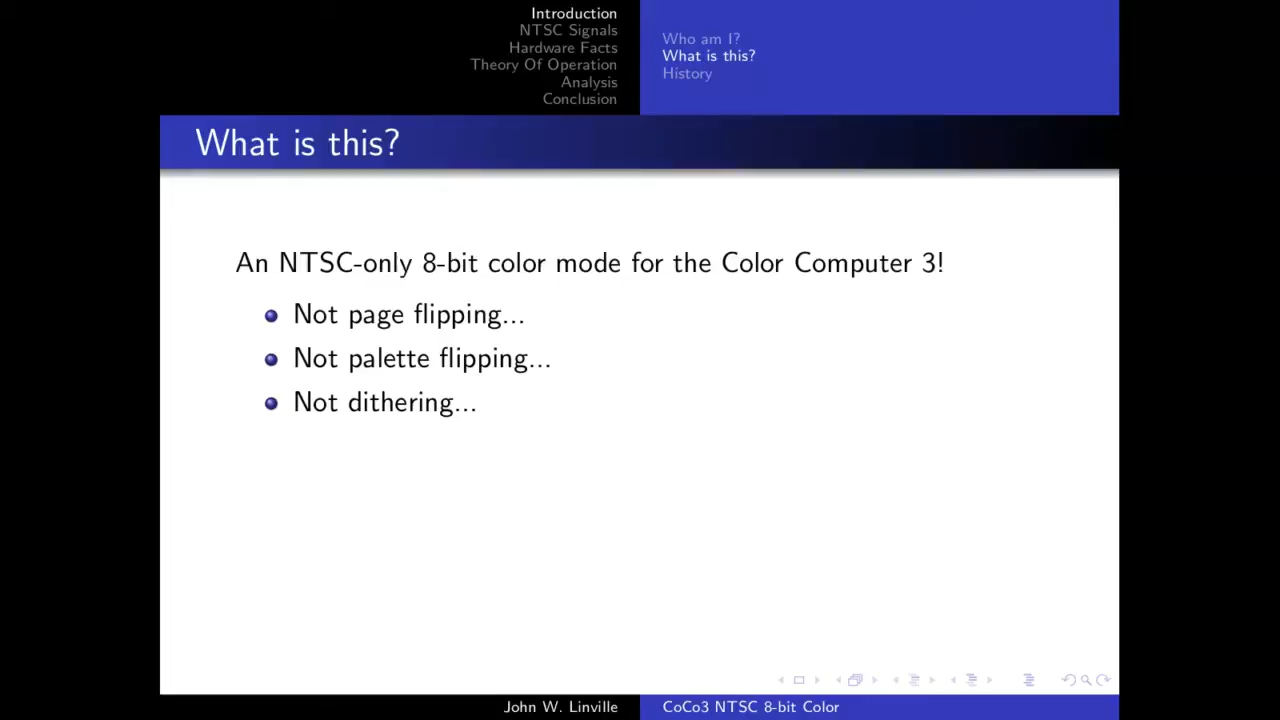 Introduction
NTSC Signals
Hardware Facts
Theory Of Operation
Analysis
Conclusion
Who am I?
What is this?
History
What is this?
An NTSC-only 8-bit color mode for the Color Computer 3!
Not page flipping...
Not palette flipping...
Not dithering...
John W. Linville
CoCo3 NTSC 8-bit Color